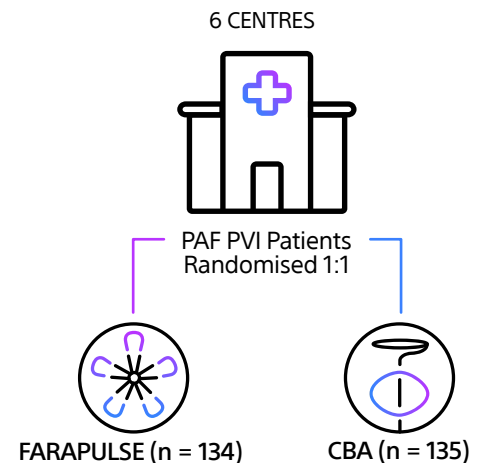 6 CENTRES
PAF PVI Patients
Randomised 1:1
FARAPULSE (n = 134)
CBA (n = 135)